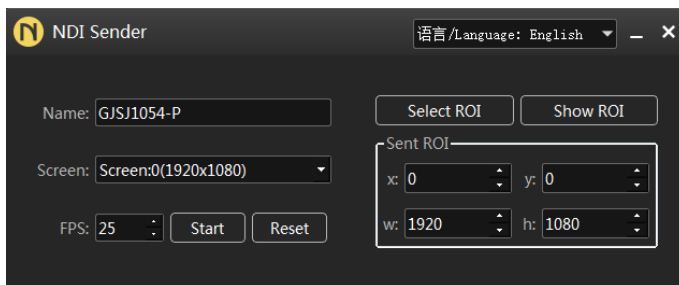 N NDI Sender 语言/Language: English
Name: GJSJ1054-P Select ROI Show ROI
Sent ROI
Screen: Screen:0(1920x1080) x: 0 y: 0
FPS: 25 Start Reset w: 1920 h: 1080